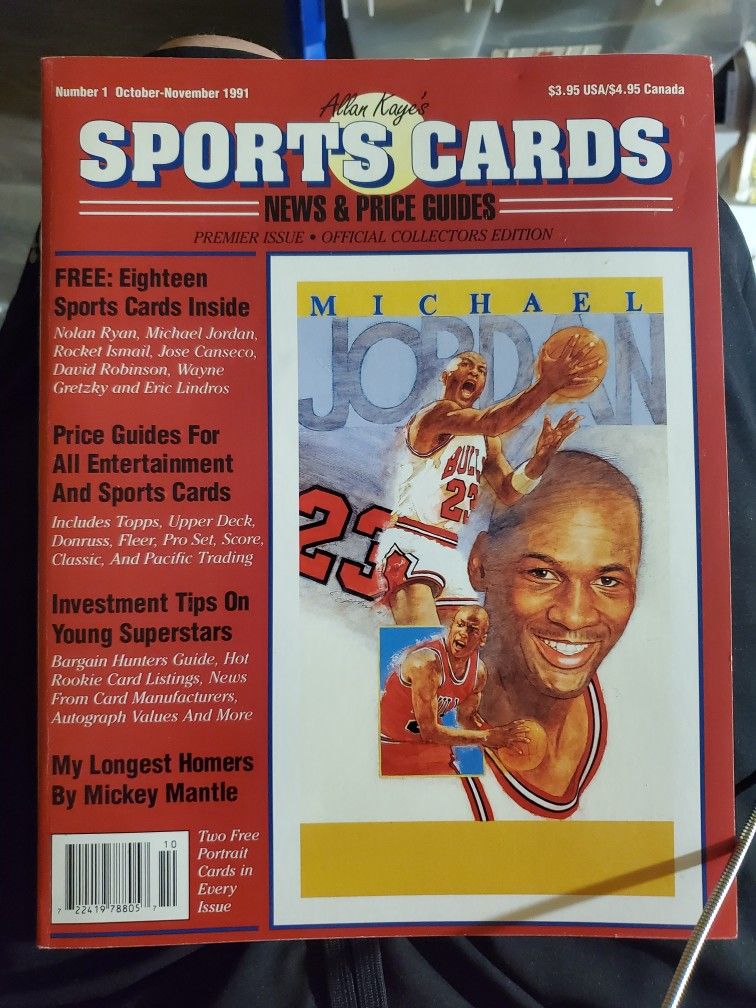 Number 1 October-November 1991
$3.95 USA/$4.95 Canada
Allan Kaye's
SPORTS CARDS
NEWS & PRICE GUIDES
PREMIER ISSUE • OFFICIAL COLLECTORS EDITION
FREE: Eighteen
Sports Cards Inside
Nolan Ryan, Michael Jordan,
Rocket Ismail, Jose Canseco,
David Robinson, Wayne
Gretzky and Eric Lindros
Price Guides For
All Entertainment
And Sports Cards
Includes Topps, Upper Deck,
Donruss, Fleer, Pro Set, Score,
Classic, And Pacific Trading
Investment Tips On
Young Superstars
Bargain Hunters Guide, Hot
Rookie Card Listings, News
From Card Manufacturers,
Autograph Values And More
My Longest Homers
By Mickey Mantle
10
7 22419 78805 7
Two Free
Portrait
Cards in
Every
Issue
MICHAEL
JORDAN
BULL
23
23